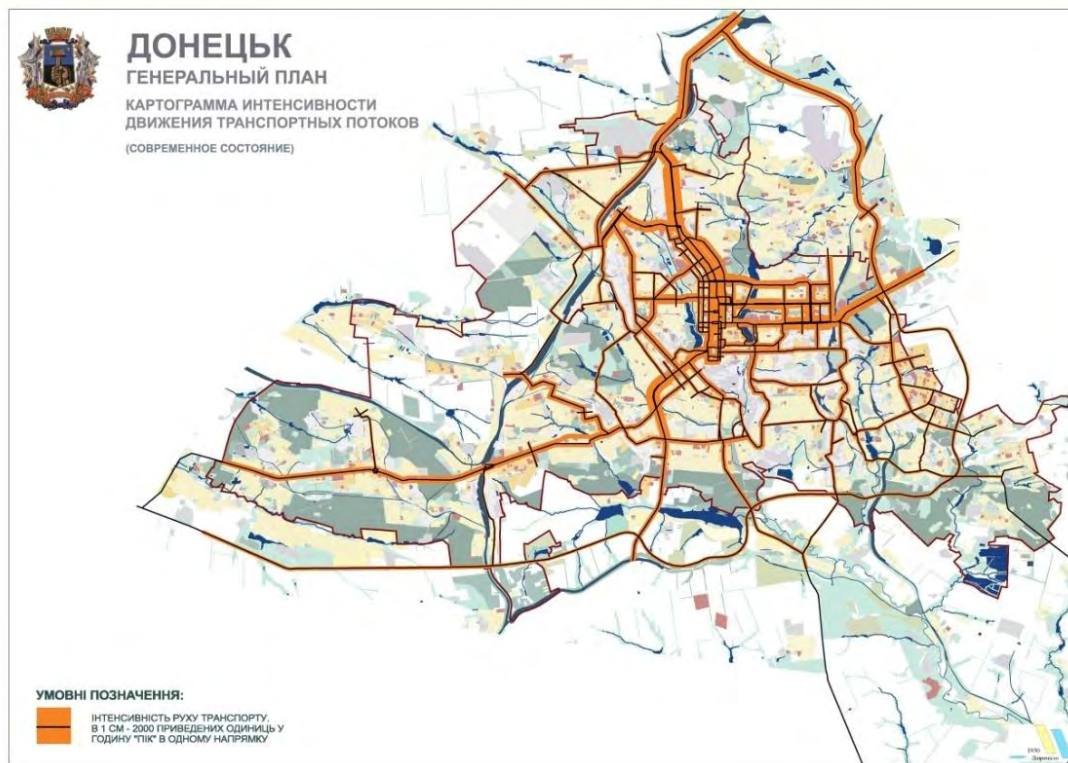 ДОНЕЦЬК
ГЕНЕРАЛЬНЫЙ ПЛАН
КАРТОГРАММА ИНТЕНСИВНОСТИ
ДВИЖЕНИЯ ТРАНСПОРТНЫХ ПОТОКОВ
(СОВРЕМЕННОЕ СОСТОЯНИЕ)
УМОВНІ ПОЗНАЧЕННЯ:
ІНТЕНСИВНІСТЬ РУХУ ТРАНСПОРТУ,
В 1 СМ - 2000 ПРИВЕДЕНИХ ОДИНИЦЬ У
ГОДИНУ "ПІК" В ОДНОМУ НАПРЯМКУ